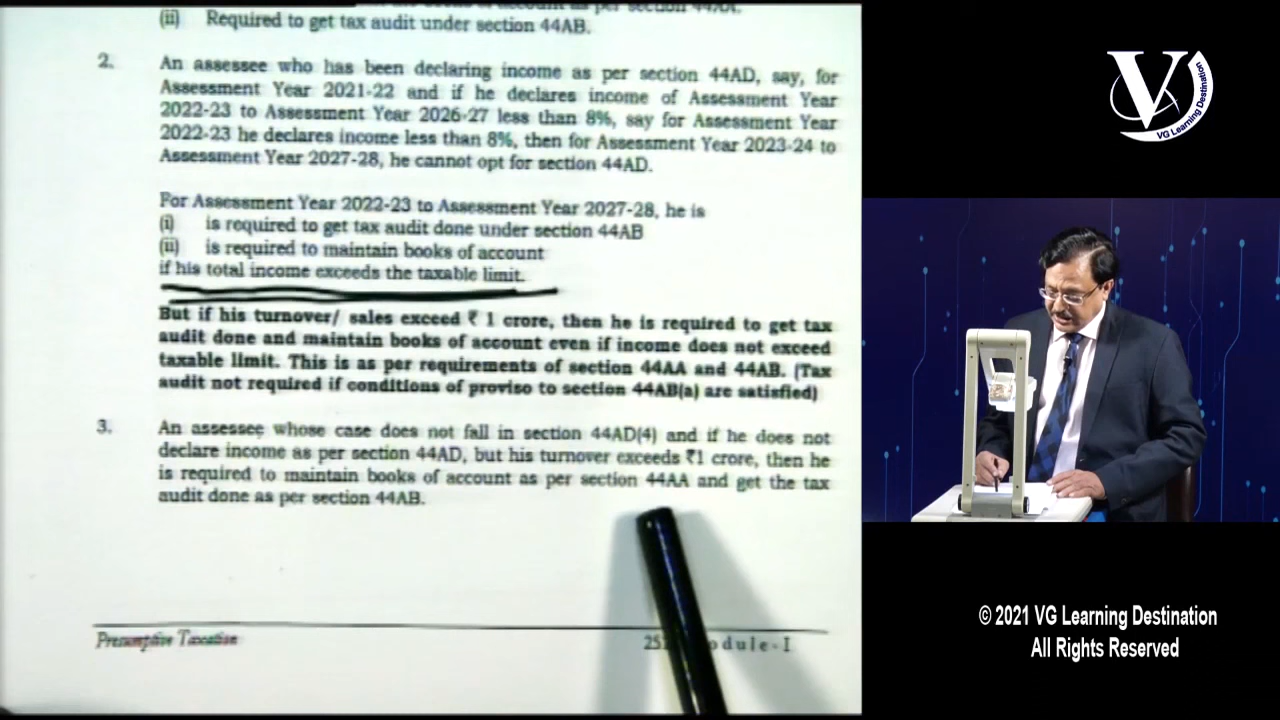 (ii) Required to get tax audit under section 44AB.
2. An assessee who has been declaring income as per section 44AD, say, for
Assessment Year 2021-22 and if he declares income of Assessment Year
2022-23 to Assessment Year 2026-27 less than 8%, say for Assessment Year
2022-23 he declares income less than 8%, then for Assessment Year 2023-24 to
Assessment Year 2027-28, he cannot opt for section 44AD.
For Assessment Year 2022-23 to Assessment Year 2027-28, he is
(i) is required to get tax audit done under section 44AB
(ii) is required to maintain books of account
if his total income exceeds the taxable limit.
But if his turnover/ sales exceed ₹ 1 crore, then he is required to get tax
audit done and maintain books of account even if income does not exceed
taxable limit. This is as per requirements of section 44AA and 44AB. (Tax
audit not required if conditions of proviso to section 44AB(a) are satisfied)
3. An assessee whose case does not fall in section 44AD(4) and if he does not
declare income as per section 44AD, but his turnover exceeds ₹1 crore, then he
is required to maintain books of account as per section 44AA and get the tax
audit done as per section 44AB.
Presumptive Taxation
V
VG Learning Destination
© 2021 VG Learning Destination
All Rights Reserved